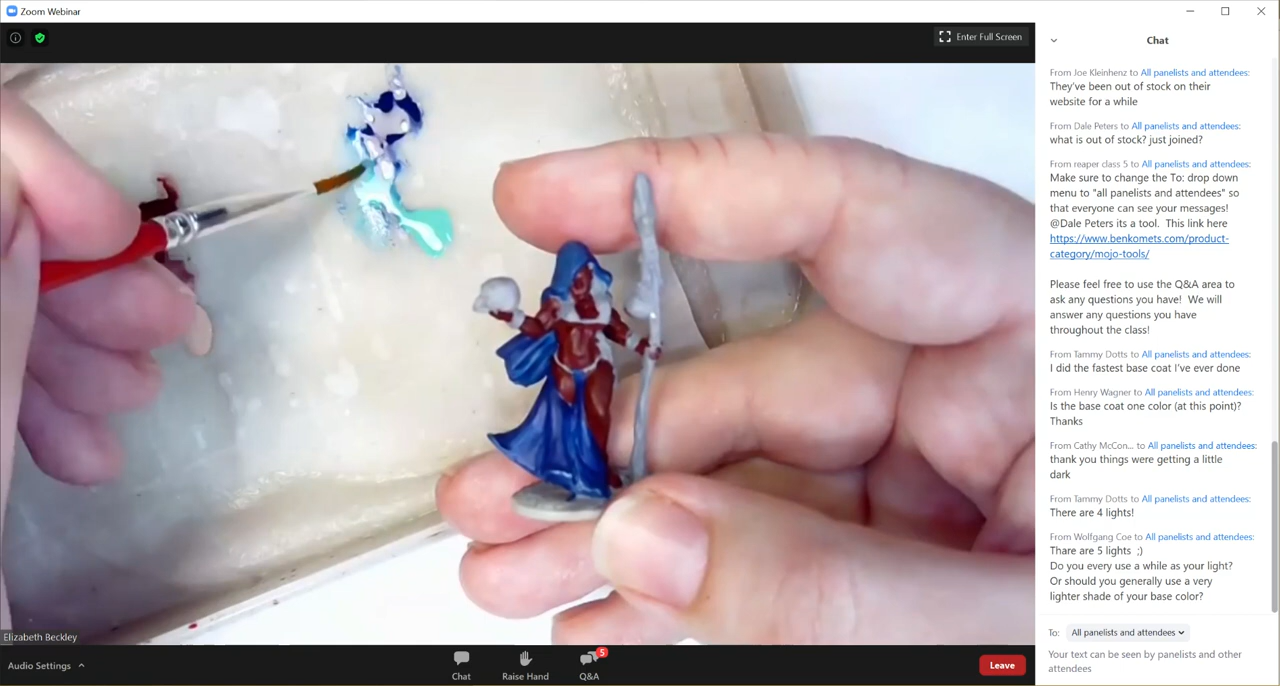 Zoom Webinar
Enter Full Screen
Chat
From Joe Kleinhenz to All panelists and attendees:
They've been out of stock on their
website for a while
From Dale Peters to All panelists and attendees:
what is out of stock? just joined?
From reaper class 5 to All panelists and attendees:
Make sure to change the To: drop down
menu to "all panelists and attendees" so
that everyone can see your messages!
@Dale Peters its a tool. This link here
https://www.benkomets.com/product-
category/mojo-tools/
Please feel free to use the Q&A area to
ask any questions you have! We will
answer any questions you have
throughout the class!
From Tammy Dotts to All panelists and attendees:
I did the fastest base coat I've ever done
From Henry Wagner to All panelists and attendees:
Is the base coat one color (at this point)?
Thanks
From Cathy McCon... to All panelists and attendees:
thank you things were getting a little
dark
From Tammy Dotts to All panelists and attendees:
There are 4 lights!
From Wolfgang Coe to All panelists and attendees:
Thare are 5 lights ;)
Do you every use a while as your light?
Or should you generally use a very
lighter shade of your base color?
To: All panelists and attendees
Your text can be seen by panelists and other
attendees
Elizabeth Beckley
Audio Settings
Chat
Raise Hand
Q&A
5
Leave